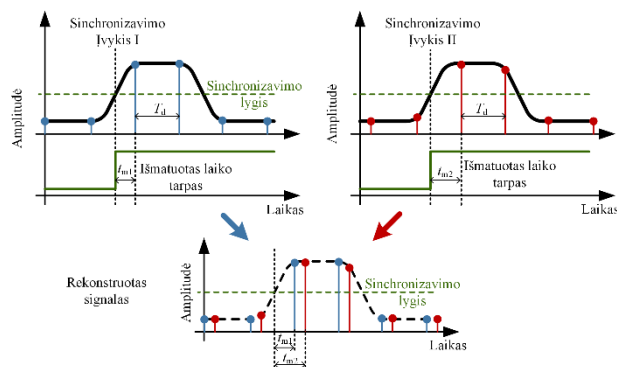 Sinchronizavimo
Įvykis I
Amplitudė
Sinchronizavimo
lygis
Td
tm1
Išmatuotas laiko
tarpas
Laikas
Sinchronizavimo
Įvykis II
Amplitudė
Td
tm2
Išmatuotas laiko
tarpas
Laikas
Rekonstruotas
signalas
Amplitudė
Sinchronizavimo
lygis
tm1
tm2
Laikas